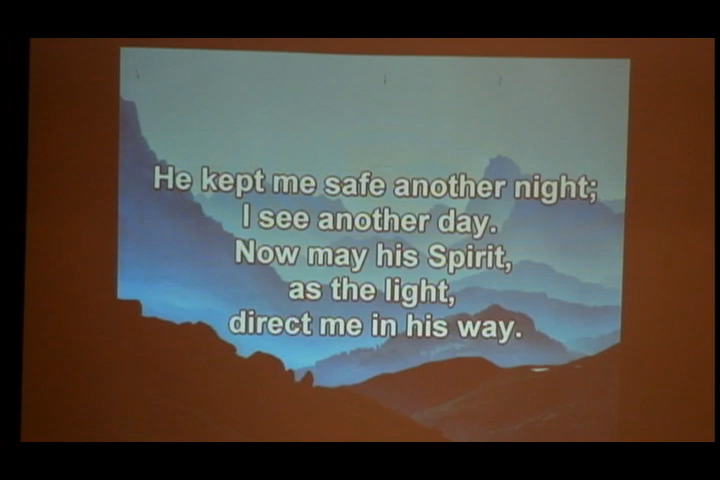 He kept me safe another night;
I see another day.
Now may his Spirit,
as the light,
direct me in his way.